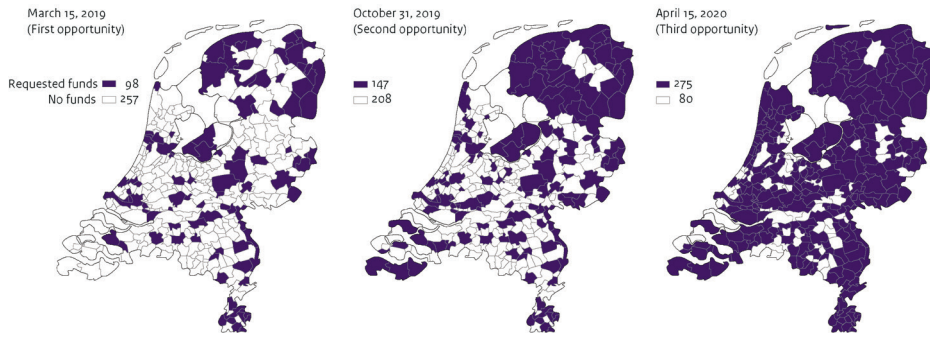 March 15, 2019
(First opportunity)
Requested funds 98
No funds 257
October 31, 2019
(Second opportunity)
147
208
April 15, 2020
(Third opportunity)
275
80